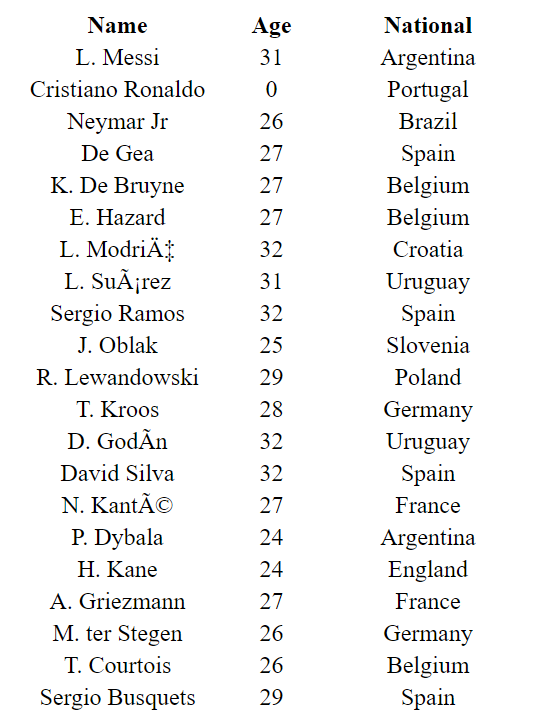 Name Age National
L. Messi 31 Argentina
Cristiano Ronaldo 0 Portugal
Neymar Jr 26 Brazil
De Gea 27 Spain
K. De Bruyne 27 Belgium
E. Hazard 27 Belgium
L. ModriÄ‡ 32 Croatia
L. SuÃ¡rez 31 Uruguay
Sergio Ramos 32 Spain
J. Oblak 25 Slovenia
R. Lewandowski 29 Poland
T. Kroos 28 Germany
D. GodÃ­n 32 Uruguay
David Silva 32 Spain
N. KantÃ© 27 France
P. Dybala 24 Argentina
H. Kane 24 England
A. Griezmann 27 France
M. ter Stegen 26 Germany
T. Courtois 26 Belgium
Sergio Busquets 29 Spain